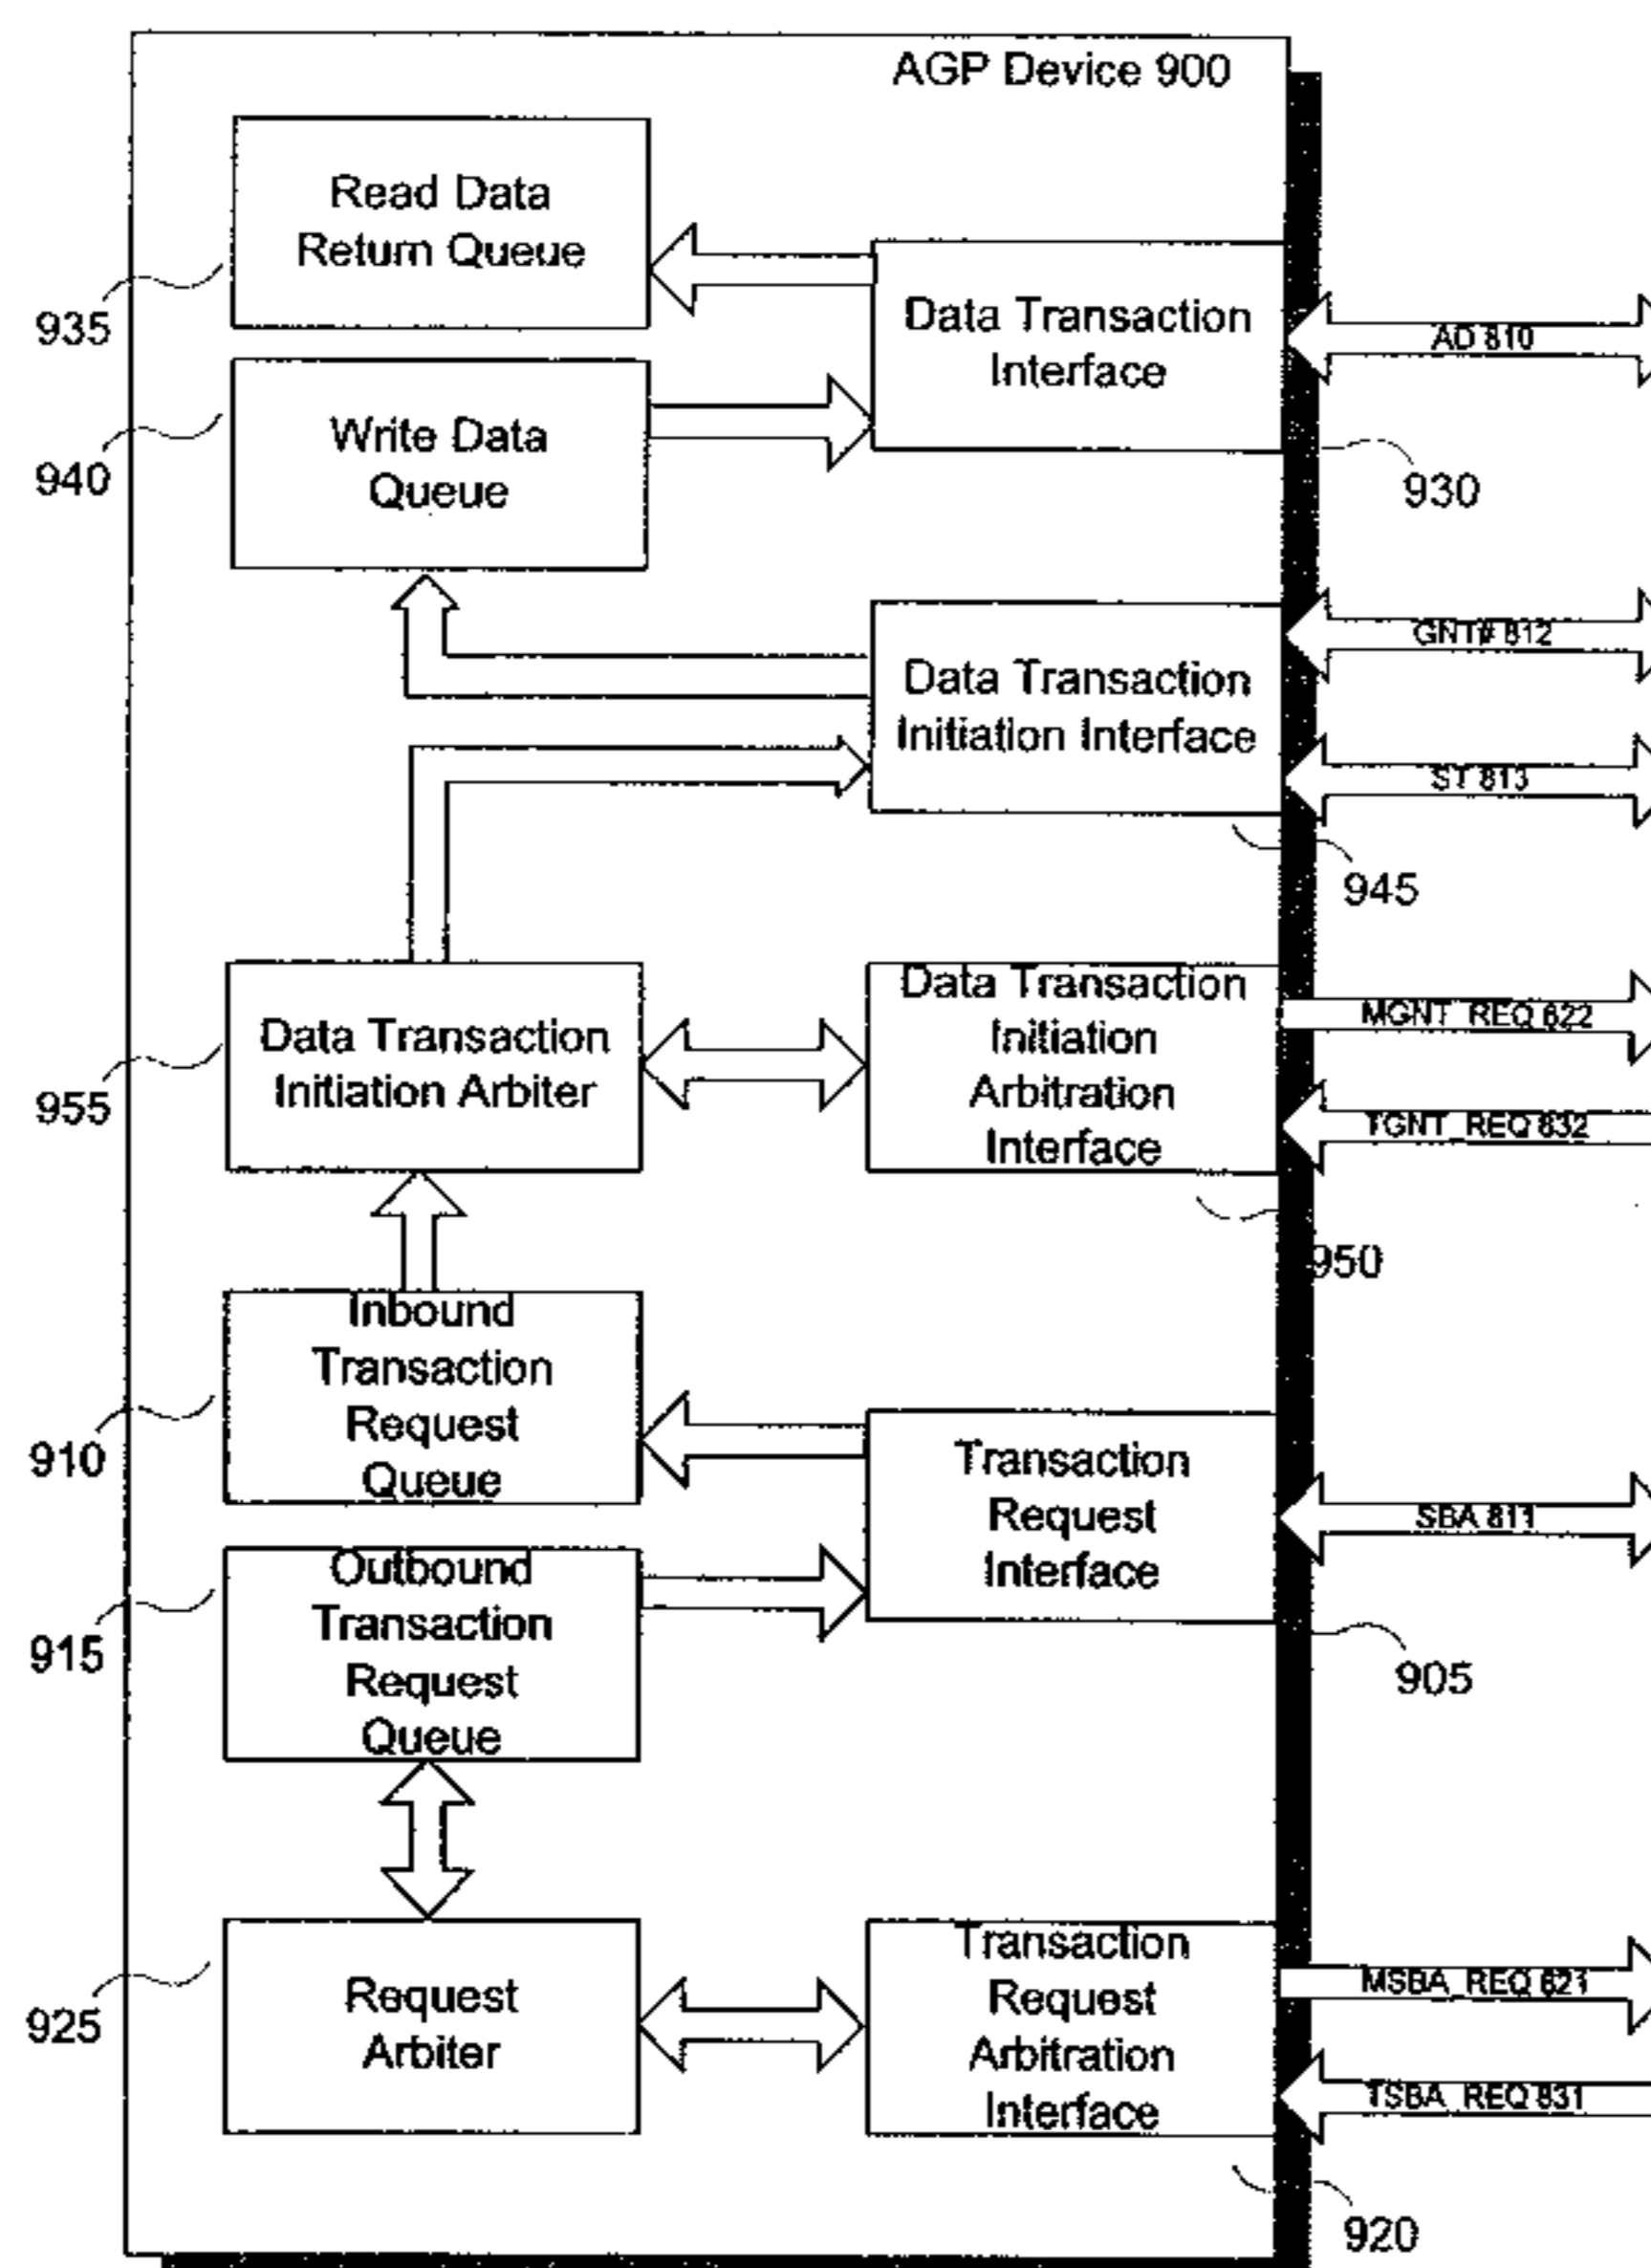 AGP Device 900
Read Data
Return Queue
935
Data Transaction
Interface
AD 810
930
Write Data
Queue
940
GNT# 812
Data Transaction
Initiation Interface
ST 813
945
Data Transaction
Initiation Arbiter
955
Data Transaction
Initiation
Arbitration
Interface
MGNT_REQ 822
TGNT_REQ 832
950
Inbound
Transaction
Request
Queue
910
Transaction
Request
Interface
SBA 811
905
Outbound
Transaction
Request
Queue
915
Request
Arbiter
925
Transaction
Request
Arbitration
Interface
MSBA_REQ 821
TSBA_REQ 831
920